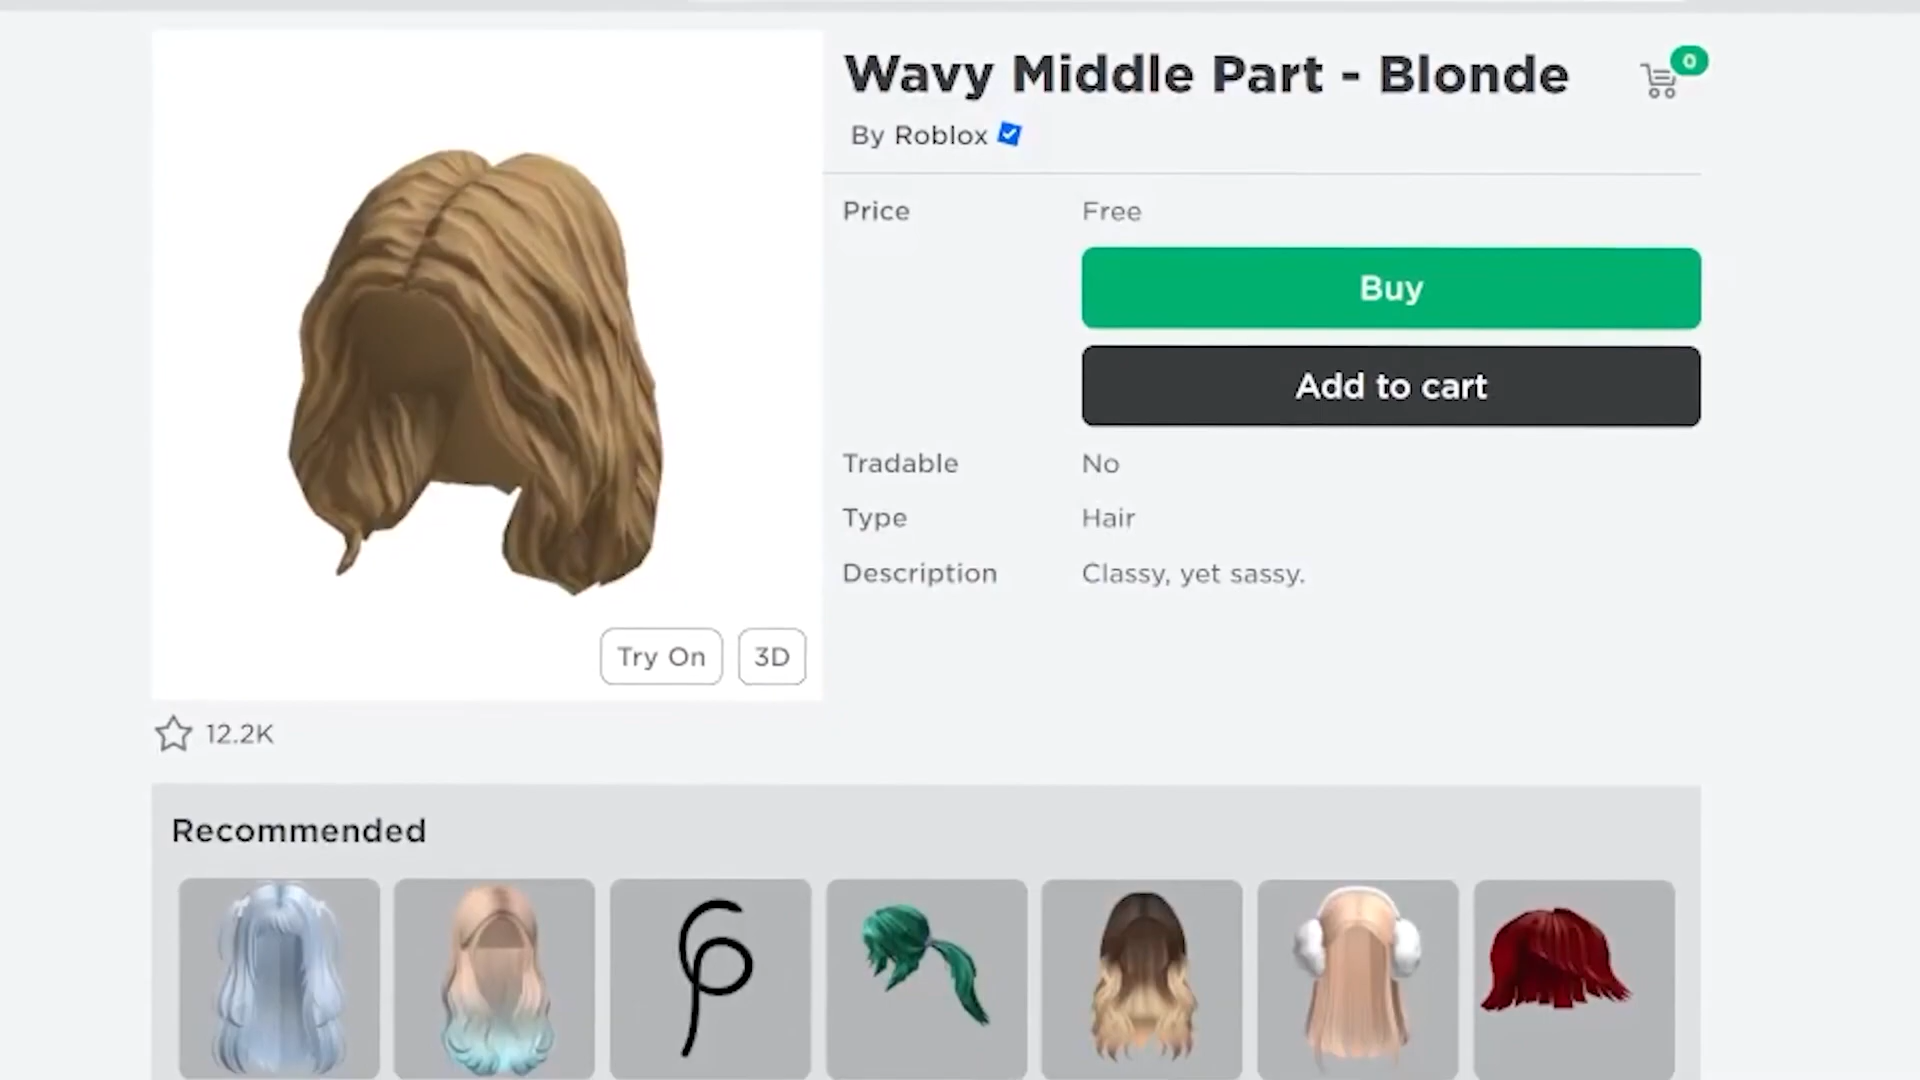 Wavy Middle Part - Blonde
0
By Roblox
Price
Free
Buy
Add to cart
Tradable
No
Type
Hair
Description
Classy, yet sassy.
Try On
3D
12.2K
Recommended